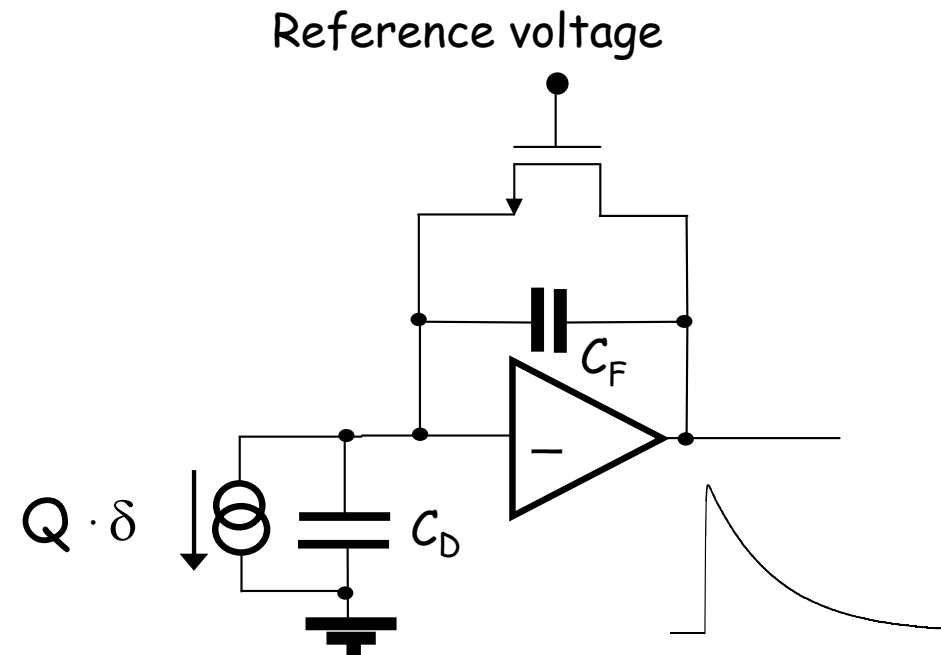 Reference voltage
C_F
−
Q · δ
C_D